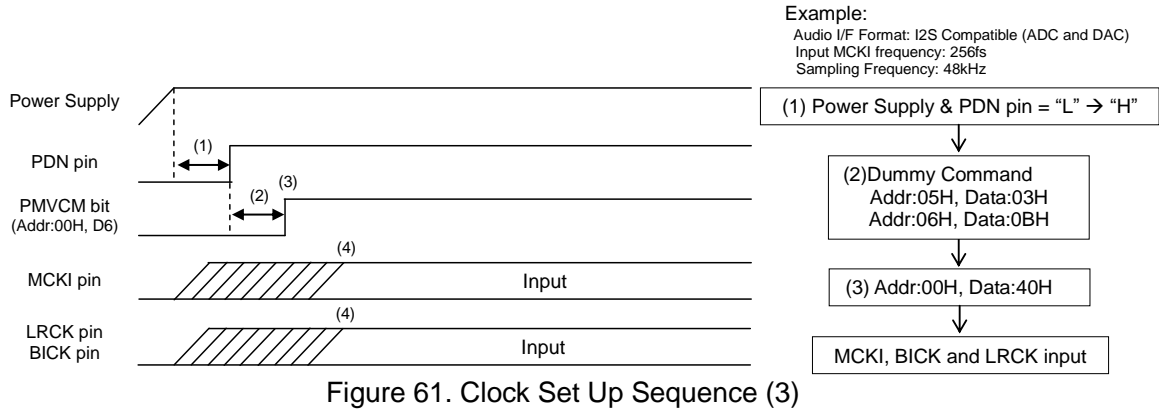 Example:
Audio I/F Format: I2S Compatible (ADC and DAC)
Input MCKI frequency: 256fs
Sampling Frequency: 48kHz
Power Supply
(1) Power Supply & PDN pin = “L” → “H”
(1)
PDN pin
(2)
(3)
PMVCM bit
(Addr:00H, D6)
(2)Dummy Command
Addr:05H, Data:03H
Addr:06H, Data:0BH
(4)
MCKI pin
Input
(3) Addr:00H, Data:40H
(4)
LRCK pin
BICK pin
Input
MCKI, BICK and LRCK input
Figure 61. Clock Set Up Sequence (3)